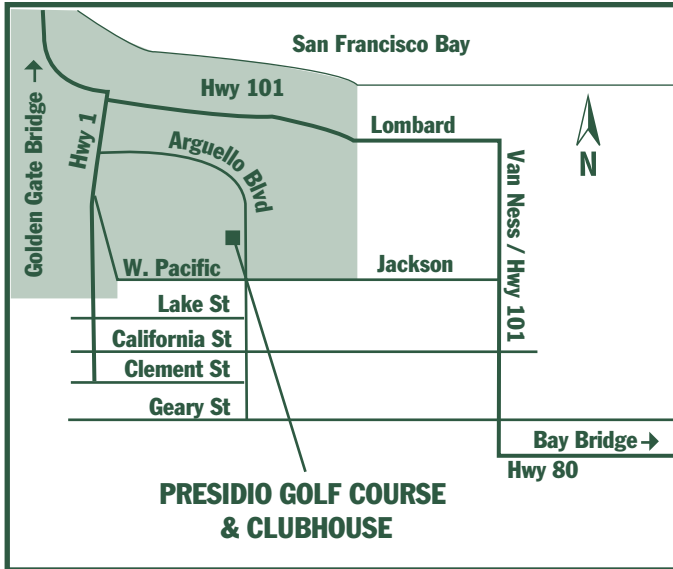 San Francisco Bay
Hwy 101
Golden Gate Bridge →
Hwy 1
Arguello Blvd
Lombard
N
Van Ness / Hwy 101
W. Pacific
Jackson
Lake St
California St
Clement St
Geary St
Bay Bridge →
Hwy 80
PRESIDIO GOLF COURSE
& CLUBHOUSE